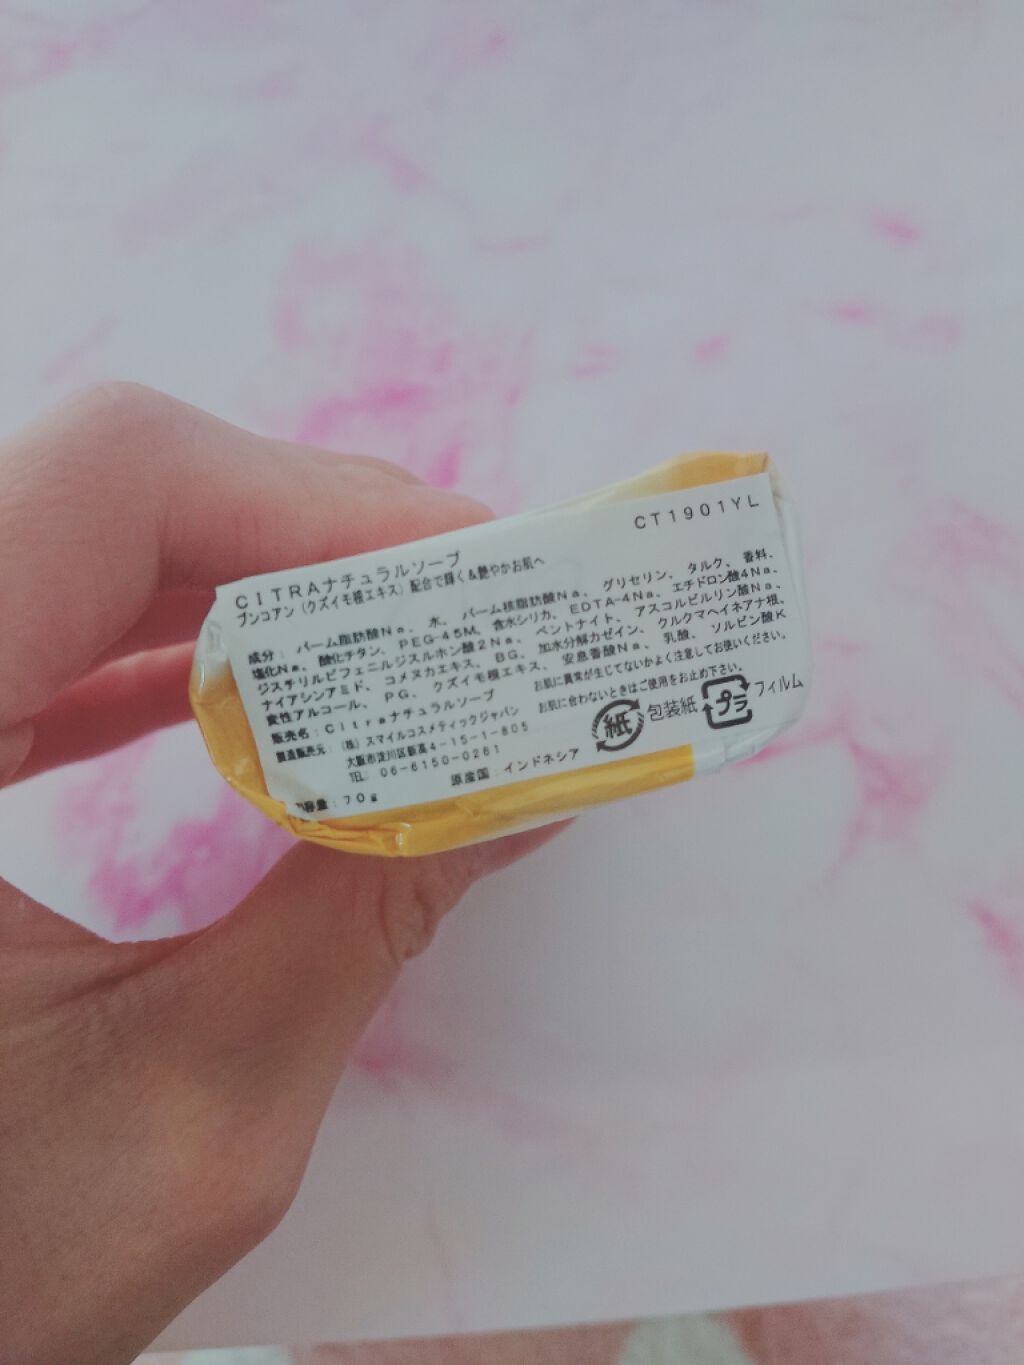 CT1901YL
CITRAナチュラルソープ
ブンコアン（クズイモ根エキス）配合で輝く＆艶やかお肌へ
成分：パーム脂肪酸Na、水、パーム核脂肪酸Na、グリセリン、タルク、香料、
塩化Na、酸化チタン、PEG-45M、含水シリカ、EDTA-4Na、エチドロン酸4Na、
ジスチリルビフェニルジスルホン酸2Na、ベントナイト、アスコルビルリン酸Na、
ナイアシンアミド、コメヌカエキス、BG、加水分解カゼイン、クルクマヘイネアナ根、
変性アルコール、PG、クズイモ根エキス、安息香酸Na、乳酸、ソルビン酸K
お肌に異常が生じてないかよく注意してお使いください。
お肌に合わないときはご使用をお止め下さい。
販売名：Citraナチュラルソープ
製造販売元：（株）スマイルコスメティックジャパン
大阪市淀川区新高4-15-1-805
TEL: 06-6150-0261
紙 包装紙 プラ フィルム
原産国：インドネシア
内容量：70g